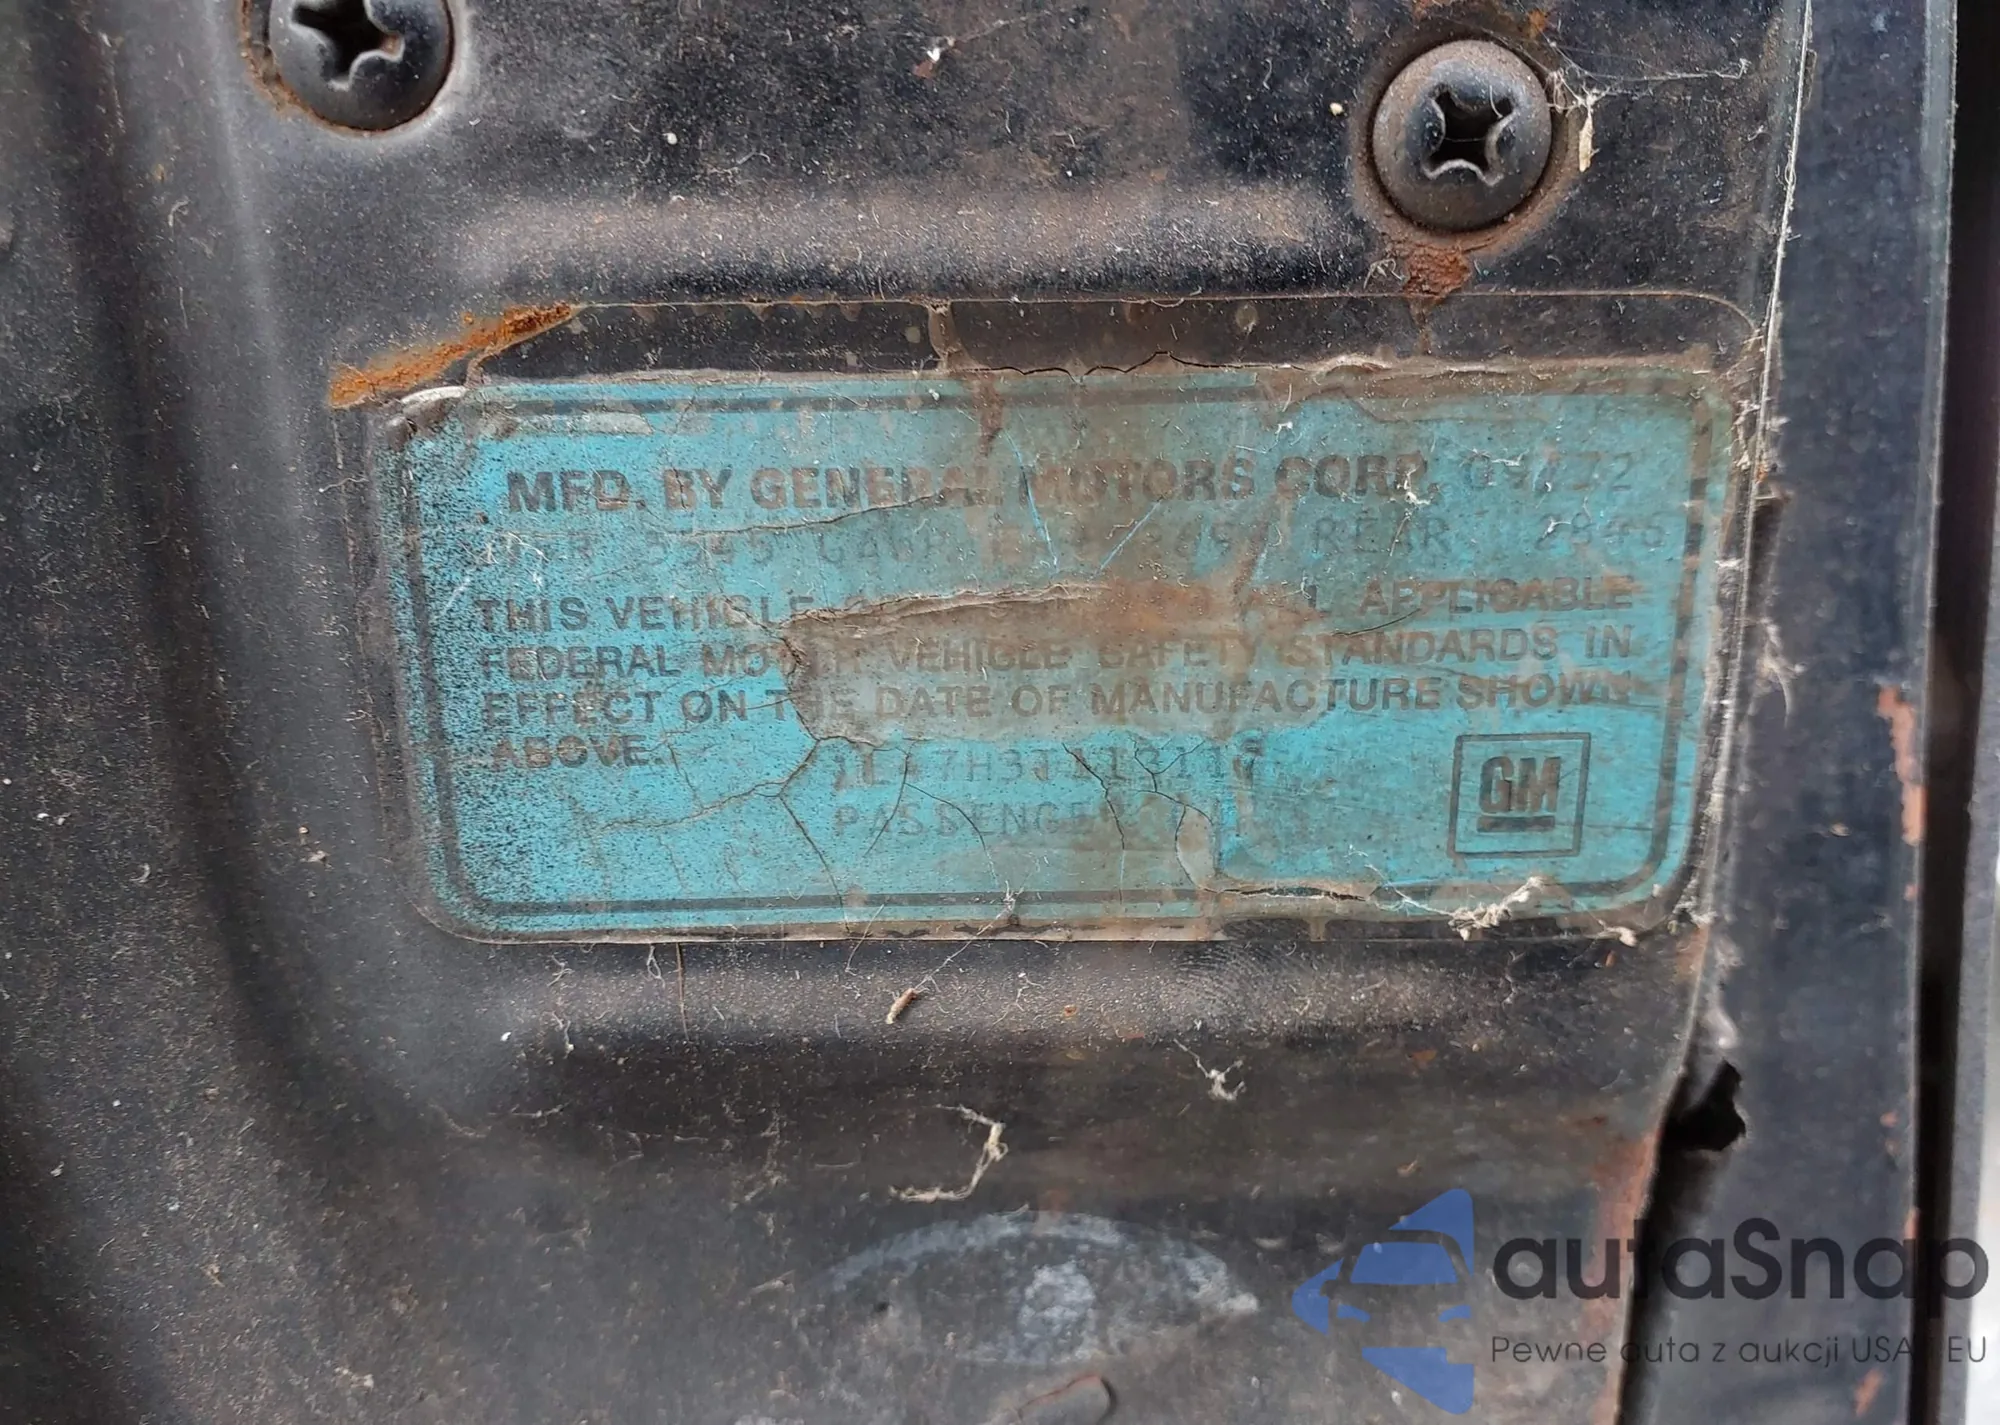 MFD. BY GENERAL MOTORS CORP.
REAR
THIS VEHICLE ALL APPLICABLE
FEDERAL MOTOR VEHICLE SAFETY STANDARDS IN
EFFECT ON THE DATE OF MANUFACTURE SHOWN
ABOVE.
PASSENGER
GM
autaSnap
Pewne auta z aukcji USA i EU